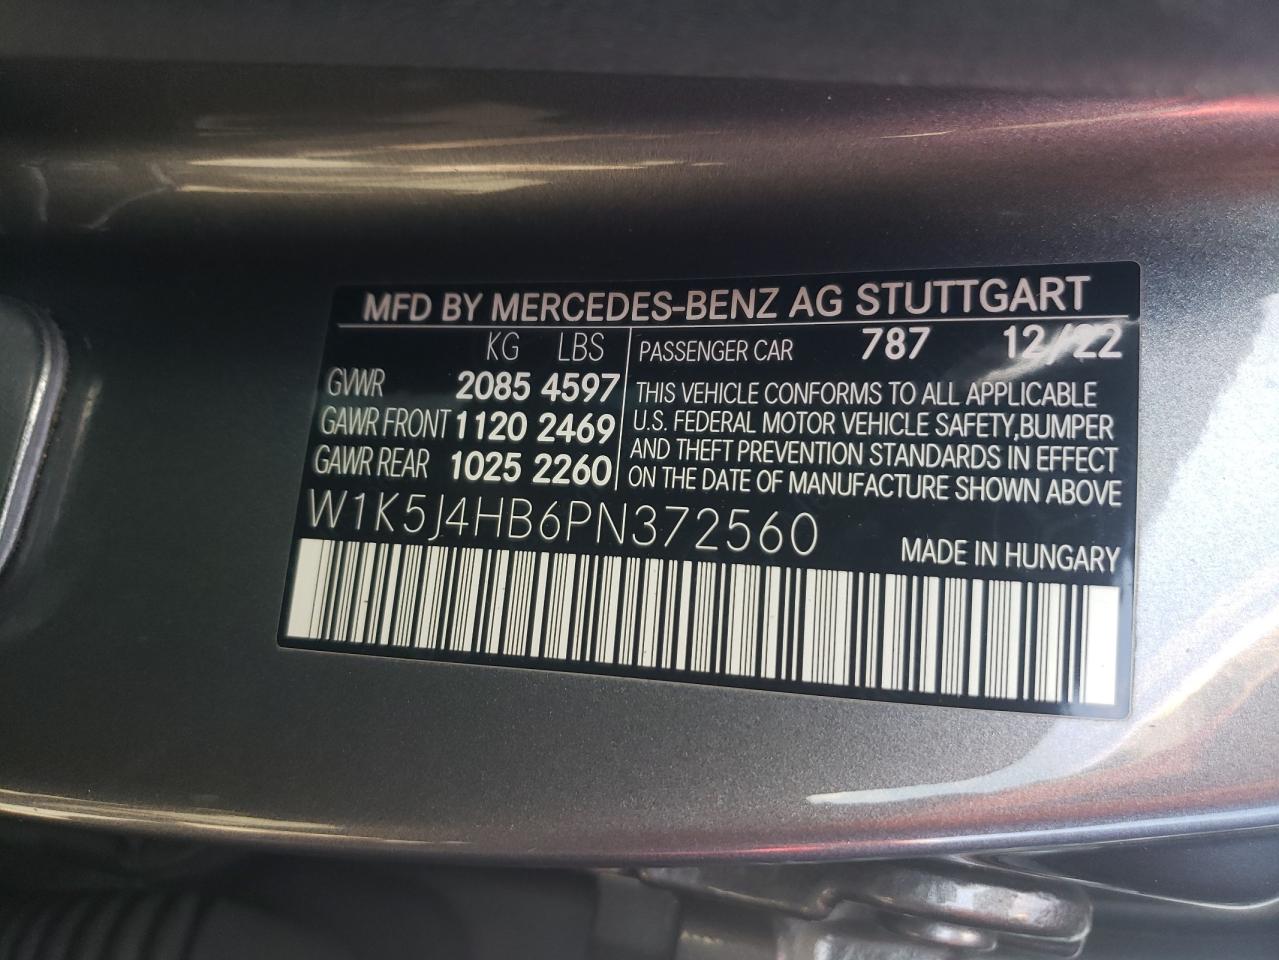 MFD BY MERCEDES-BENZ AG STUTTGART
KG LBS
GVWR 2085 4597
GAWR FRONT 1120 2469
GAWR REAR 1025 2260
PASSENGER CAR 787 12/22
THIS VEHICLE CONFORMS TO ALL APPLICABLE
U.S. FEDERAL MOTOR VEHICLE SAFETY,BUMPER
AND THEFT PREVENTION STANDARDS IN EFFECT
ON THE DATE OF MANUFACTURE SHOWN ABOVE
W1K5J4HB6PN372560
MADE IN HUNGARY